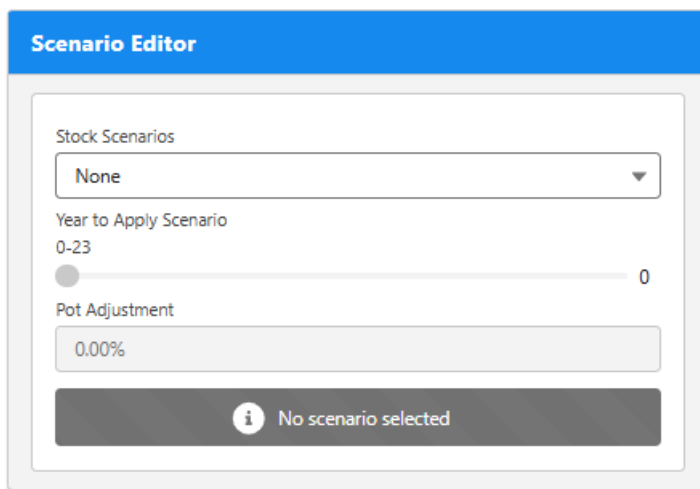 Scenario Editor
Stock Scenarios
None
Year to Apply Scenario
0-23
0
Pot Adjustment
0.00%
No scenario selected